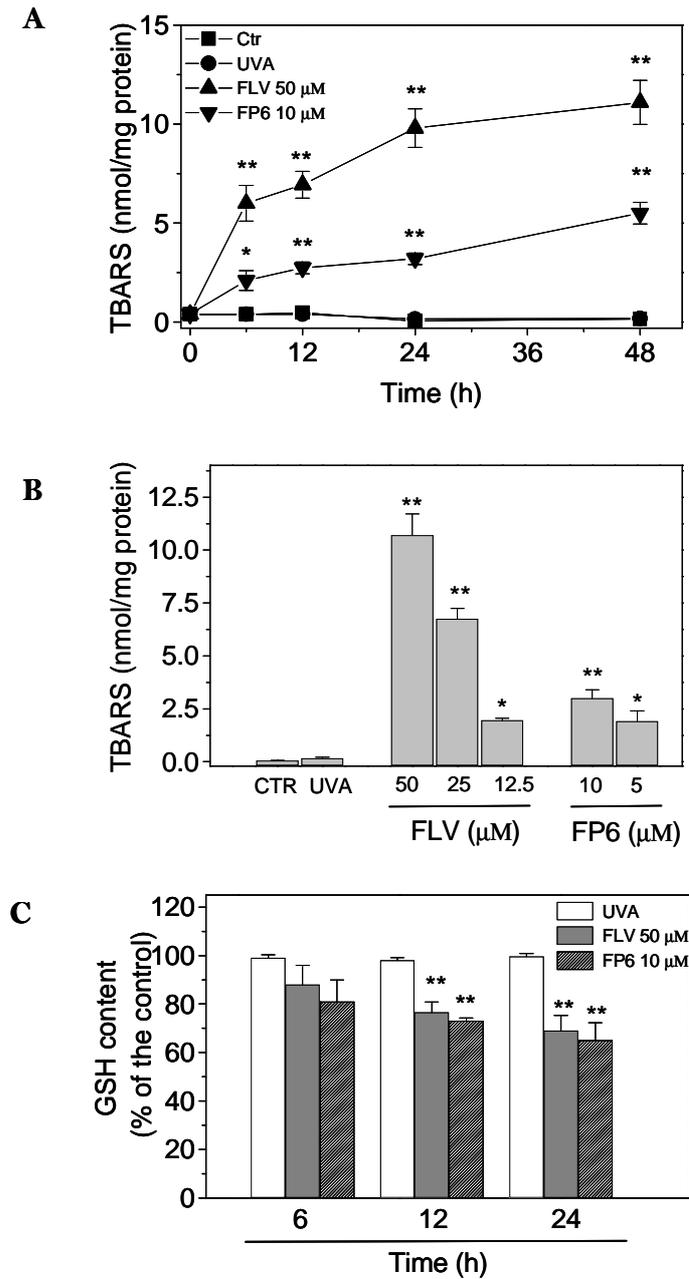 A
TBARS (nmol/mg protein)
15
10
5
0
Ctr
UVA
FLV 50 μM
FP6 10 μM
** ** ** **
* ** ** **
0 12 24 36 48
Time (h)
B
TBARS (nmol/mg protein)
12.5
10.0
7.5
5.0
2.5
0.0
** ** * ** *
CTR UVA 50 25 12.5 10 5
FLV (μM) FP6 (μM)
C
GSH content
(% of the control)
120
100
80
60
40
20
0
UVA
FLV 50 μM
FP6 10 μM
** ** ** **
6 12 24
Time (h)